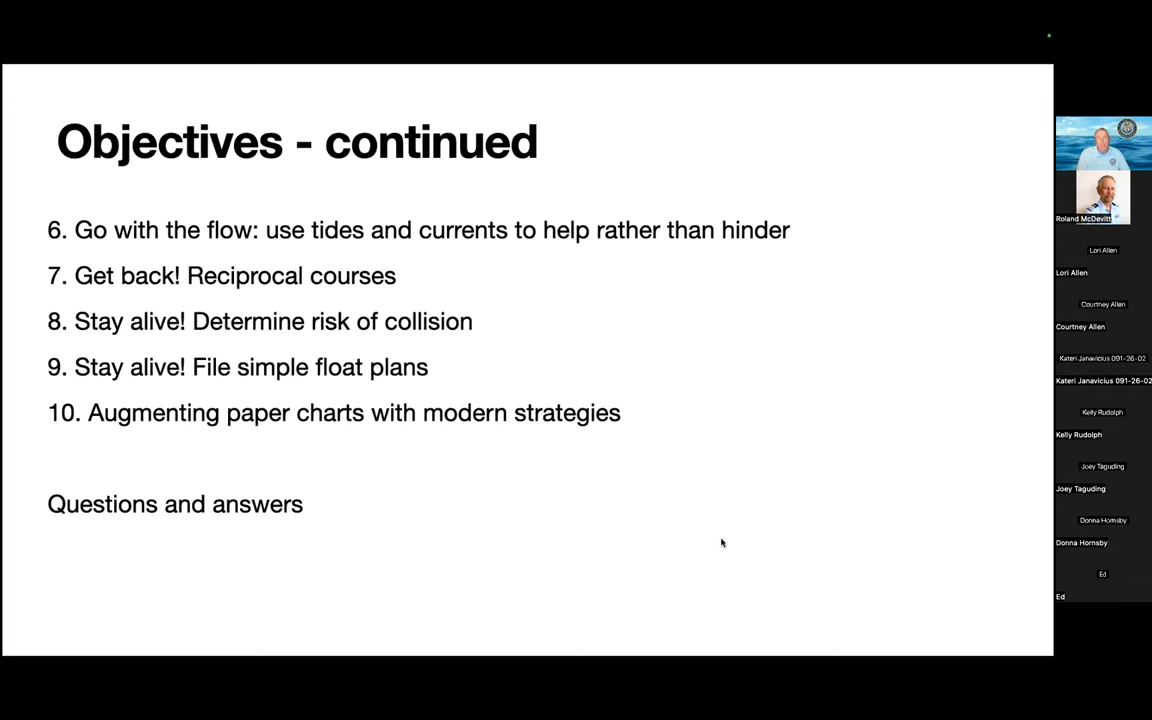 Objectives - continued
6. Go with the flow: use tides and currents to help rather than hinder
7. Get back! Reciprocal courses
8. Stay alive! Determine risk of collision
9. Stay alive! File simple float plans
10. Augmenting paper charts with modern strategies
Questions and answers
Roland McDevitt
Lori Allen
Lori Allen
Courtney Allen
Courtney Allen
Kateri Janavicius 091-26-02
Kateri Janavicius 091-26-02
Kelly Rudolph
Kelly Rudolph
Joey Taguding
Joey Taguding
Donna Hornsby
Donna Hornsby
Ed
Ed